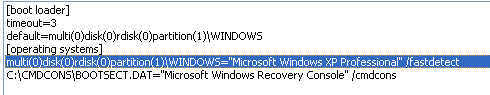 [boot loader]
timeout=3
default=multi(0)disk(0)rdisk(0)partition(1)\WINDOWS
[operating systems]
multi(0)disk(0)rdisk(0)partition(1)\WINDOWS="Microsoft Windows XP Professional" /fastdetect
C:\CMDCONS\BOOTSECT.DAT="Microsoft Windows Recovery Console" /cmdcons